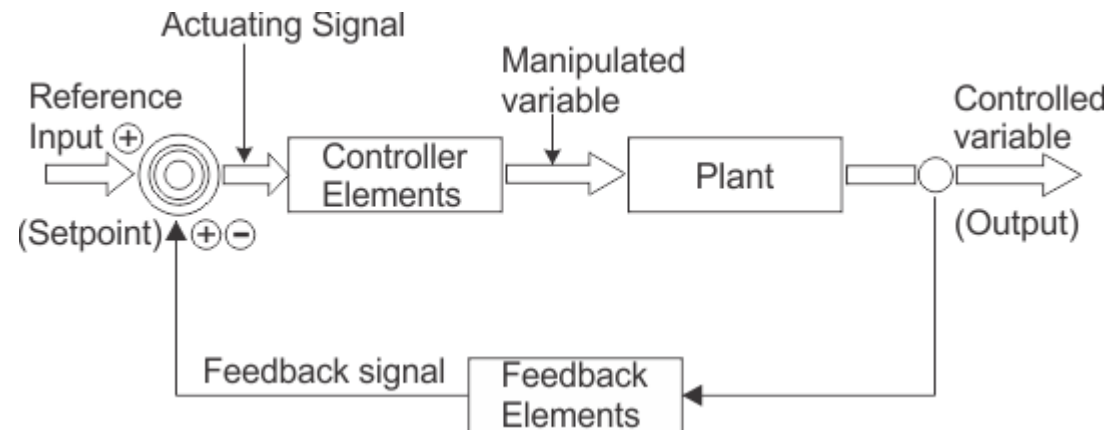 Actuating Signal
Manipulated
variable
Reference
Input +
Controlled
variable
Controller
Elements
Plant
(Setpoint)
+ −
(Output)
Feedback signal
Feedback
Elements